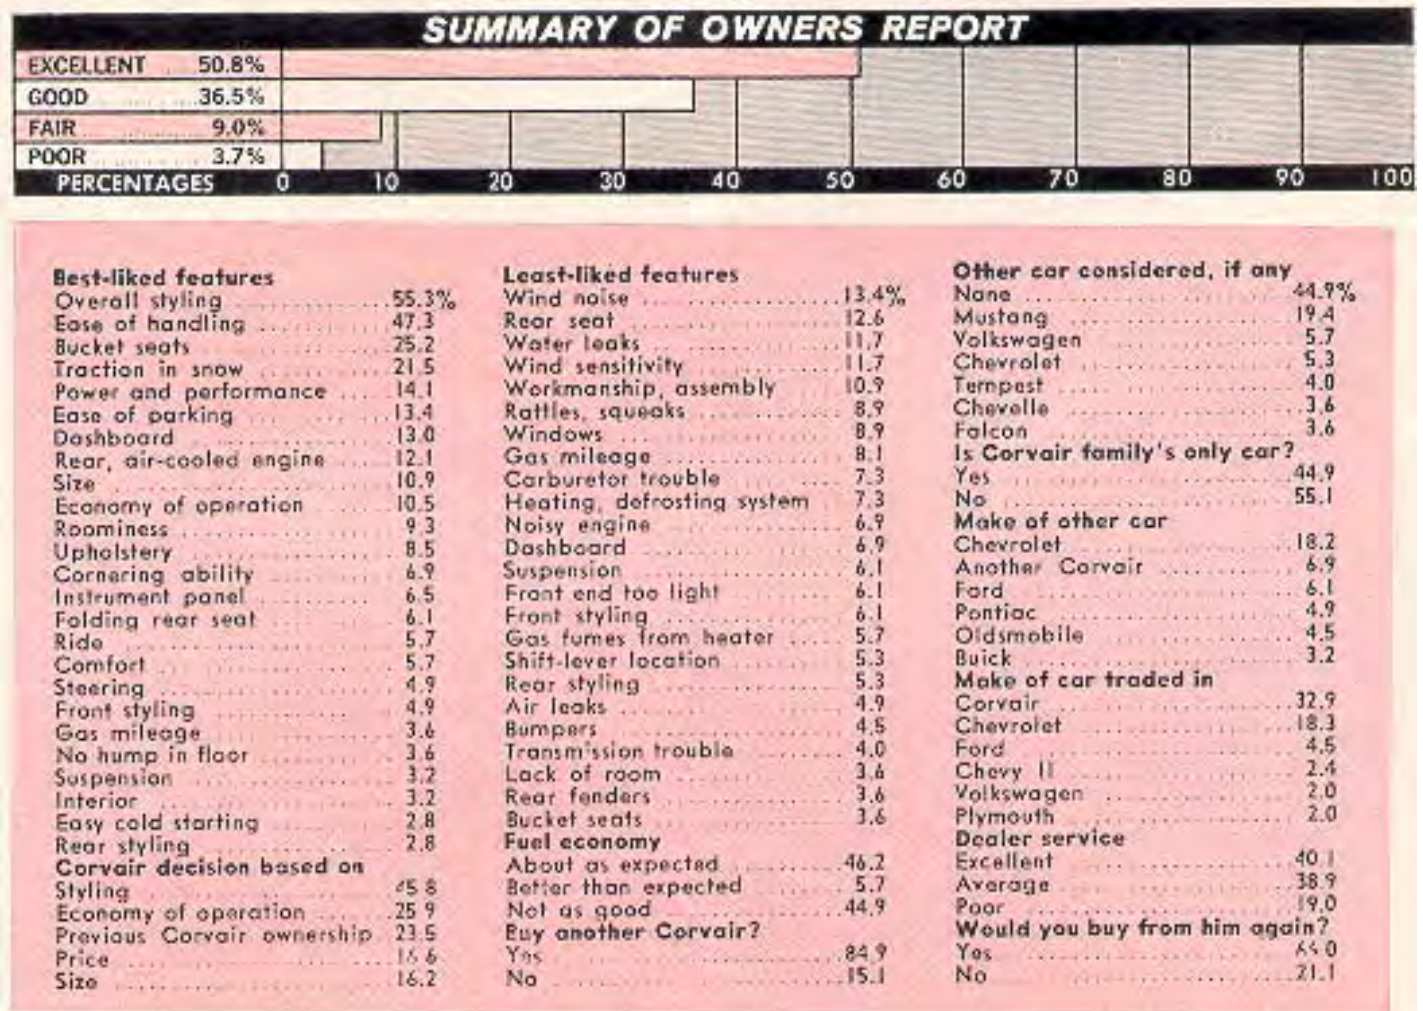 SUMMARY OF OWNERS REPORT
EXCELLENT 50.8%
GOOD 36.5%
FAIR 9.0%
POOR 3.7%
PERCENTAGES 0 10 20 30 40 50 60 70 80 90 100
Best-liked features
Overall styling 55.3%
Ease of handling 47.3
Bucket seats 25.2
Traction in snow 21.5
Power and performance 14.1
Ease of parking 13.4
Dashboard 13.0
Rear, air-cooled engine 12.1
Size 10.9
Economy of operation 10.5
Roominess 9.3
Upholstery 8.5
Cornering ability 6.9
Instrument panel 6.5
Folding rear seat 6.1
Ride 5.7
Comfort 5.7
Steering 4.9
Front styling 4.9
Gas mileage 3.6
No hump in floor 3.6
Suspension 3.2
Interior 3.2
Easy cold starting 2.8
Rear styling 2.8
Corvair decision based on
Styling 45.8
Economy of operation 25.9
Previous Corvair ownership 23.5
Price
Size 16.2
Least-liked features
Wind noise 13.4%
Rear seat 12.6
Water leaks 11.7
Wind sensitivity 11.7
Workmanship, assembly 10.9
Rattles, squeaks 8.9
Windows 8.9
Gas mileage 8.1
Carburetor trouble 7.3
Heating, defrosting system 7.3
Noisy engine 6.9
Dashboard 6.9
Suspension 6.1
Front end too light 6.1
Front styling 6.1
Gas fumes from heater 5.7
Shift-lever location 5.3
Rear styling 5.3
Air leaks 4.9
Bumpers 4.5
Transmission trouble 4.0
Lack of room 3.6
Rear fenders 3.6
Bucket seats 3.6
Fuel economy
About as expected 46.2
Better than expected 5.7
Not as good 44.9
Buy another Corvair?
Yes 84.9
No 15.1
Other car considered, if any
None 44.9%
Mustang 19.4
Volkswagen 5.7
Chevrolet 5.3
Tempest 4.0
Chevelle 3.6
Falcon 3.6
Is Corvair family's only car?
Yes 44.9
No 55.1
Make of other car
Chevrolet 18.2
Another Corvair 6.9
Ford 6.1
Pontiac 4.9
Oldsmobile 4.5
Buick 3.2
Make of car traded in
Corvair 32.9
Chevrolet 18.3
Ford 4.5
Chevy II 2.4
Volkswagen 2.0
Plymouth 2.0
Dealer service
Excellent 40.1
Average 38.9
Poor 19.0
Would you buy from him again?
Yes
No 21.1